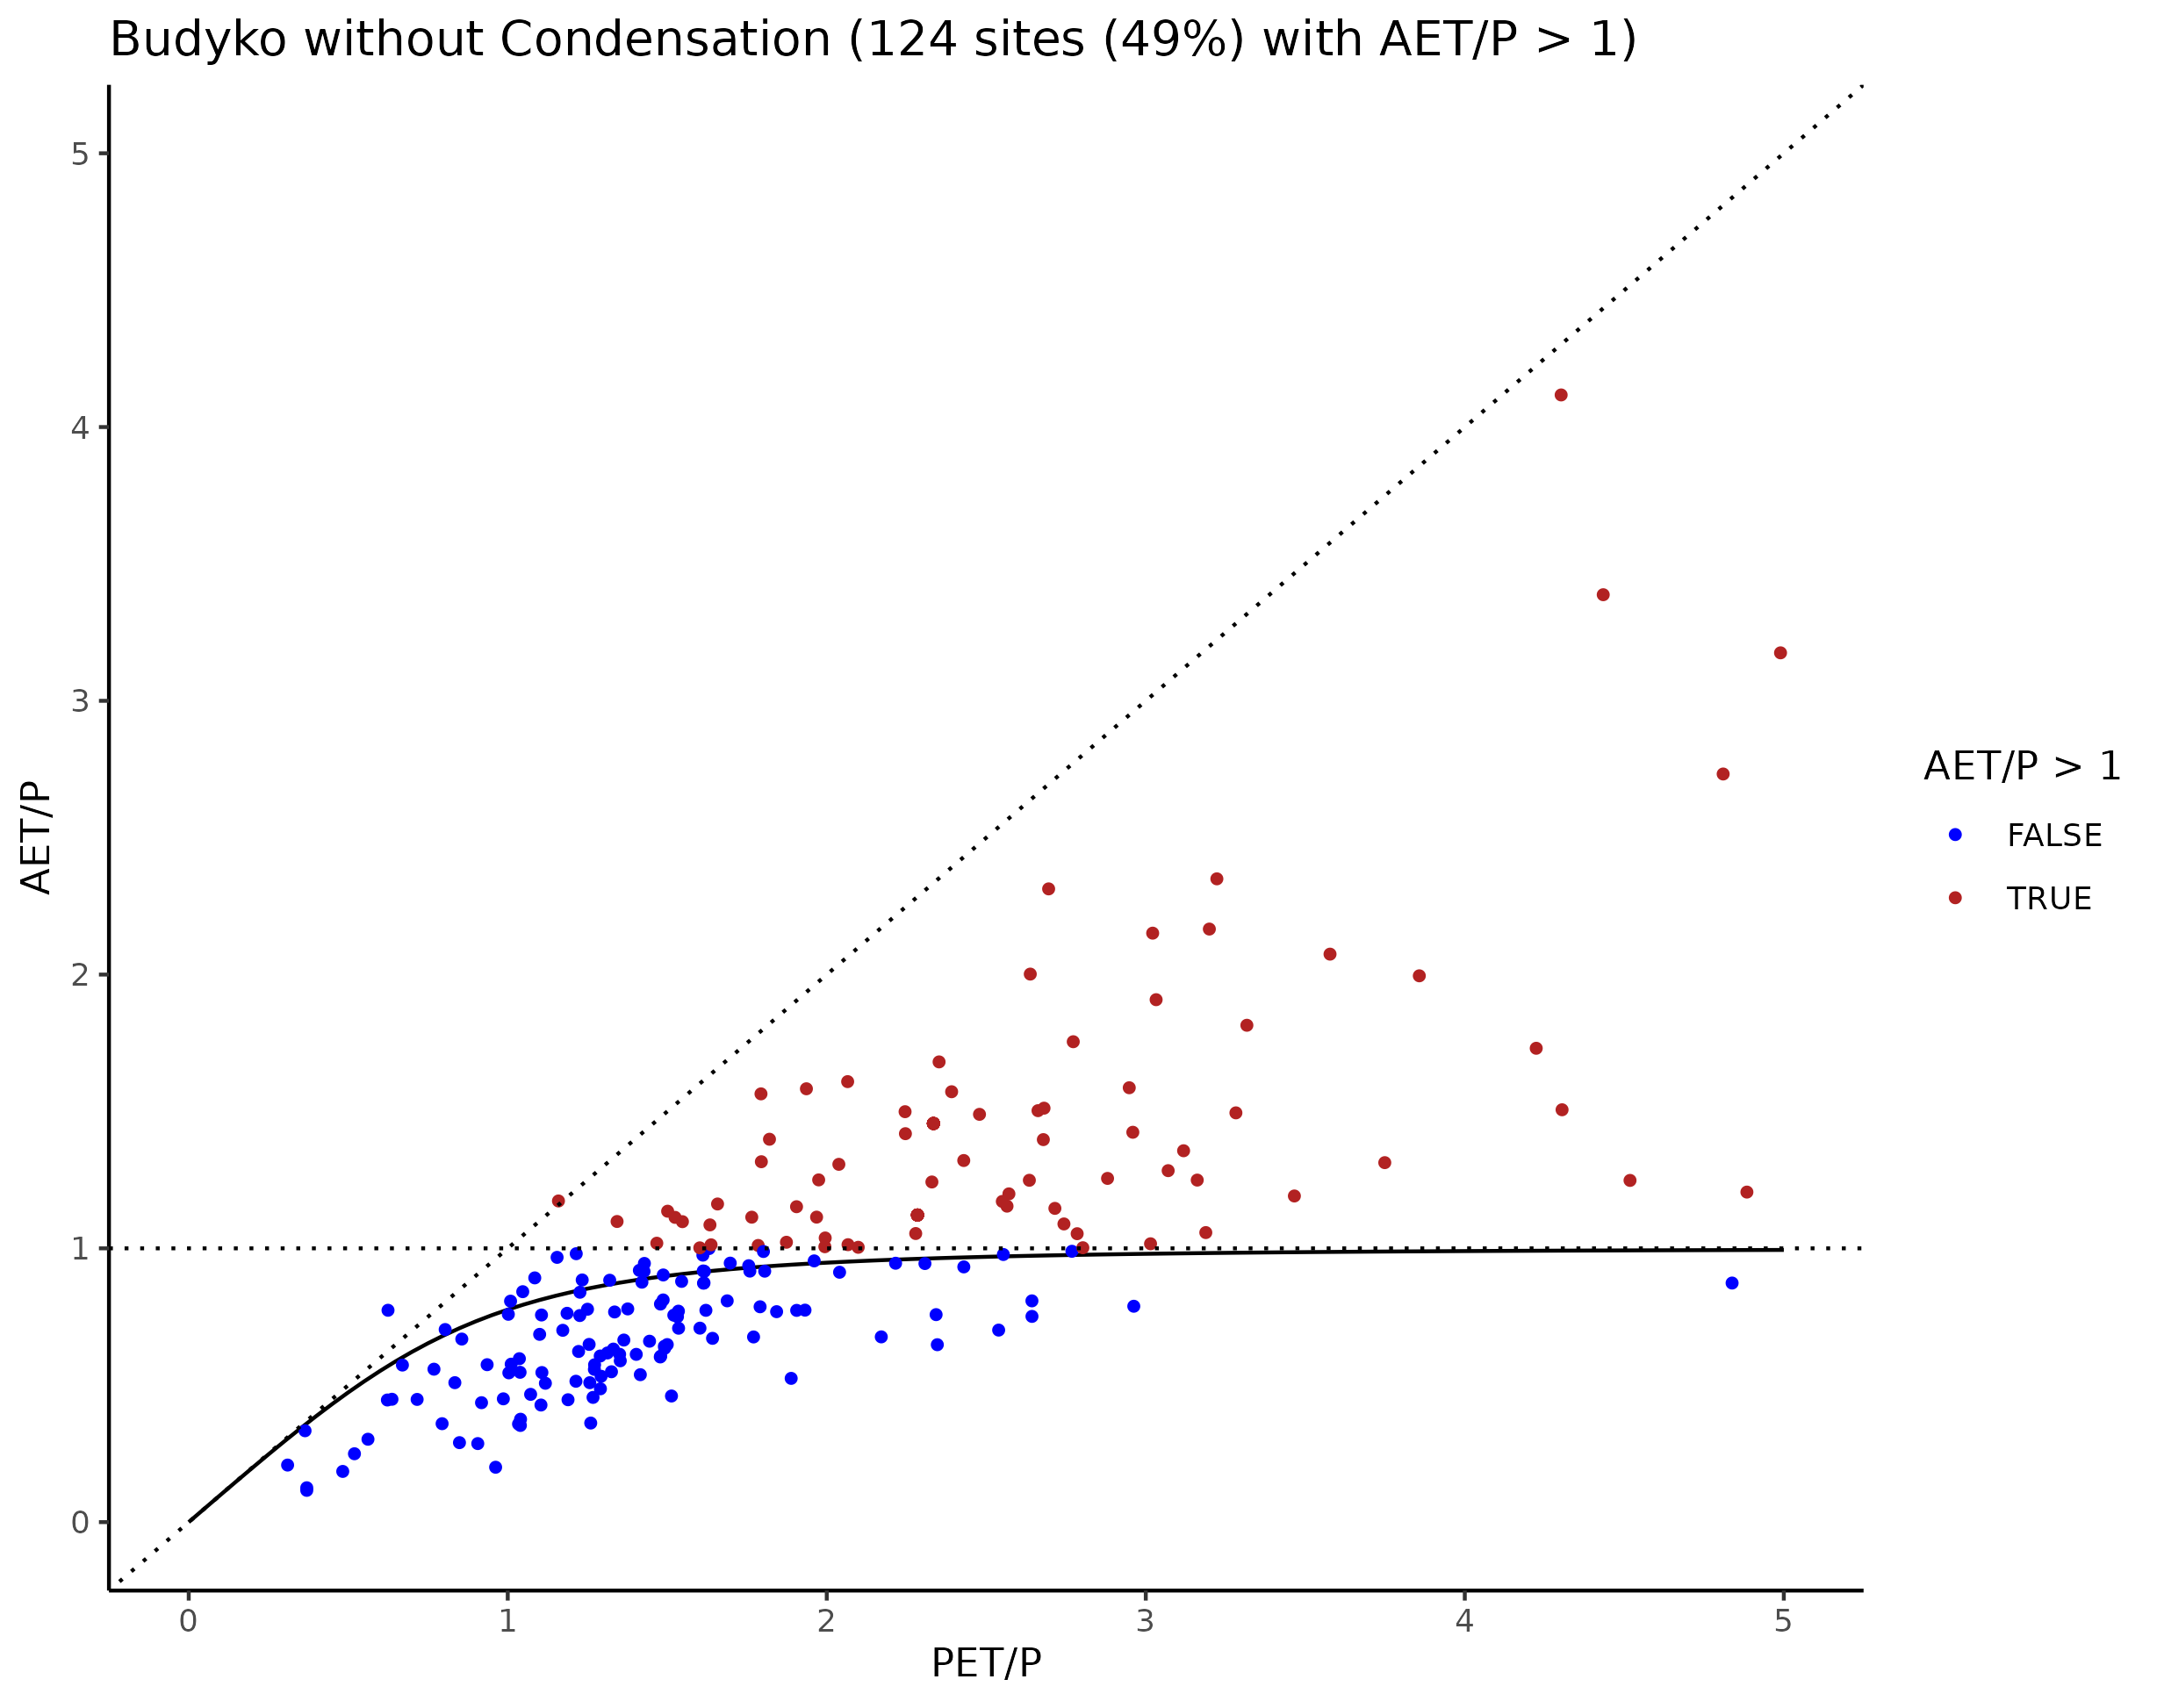 Budyko without Condensation (124 sites (49%) with AET/P > 1)
5
4
3
2
1
0
AET/P
0 1 2 3 4 5
PET/P
AET/P > 1
FALSE
TRUE